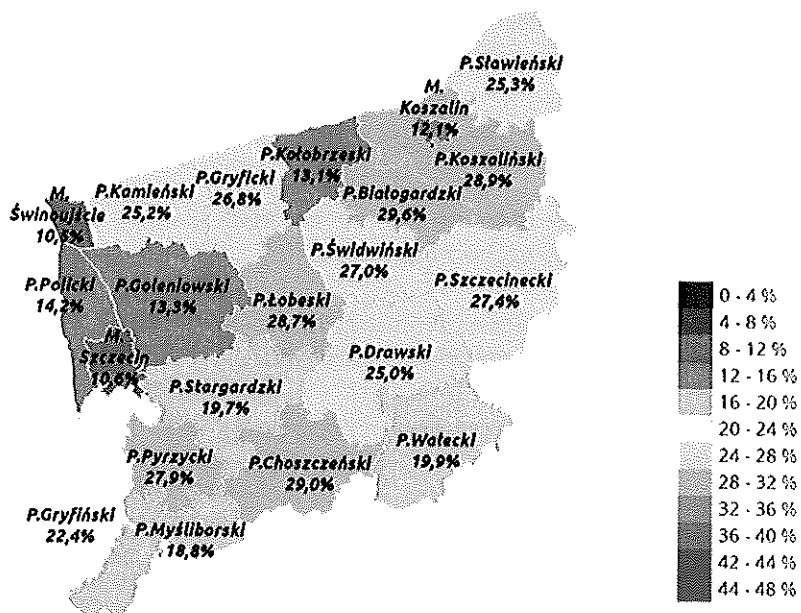 P.Sławieński
25,3%
M.
Koszalin
12,1%
P.Kołobrzeski
13,1%
P.Koszaliński
28,9%
P.Gryficki
26,8%
P.Kamieński
25,2%
P.Białogardzki
29,6%
M.
Świnoujście
10,5%
P.Świdwiński
27,0%
P.Szczecinecki
27,4%
P.Policki
14,2%
P.Goleniowski
13,3%
P.Łobeski
28,7%
M.
Szczecin
10,6%
P.Drawski
25,0%
P.Stargardzki
19,7%
P.Wałecki
19,9%
P.Pyrzycki
27,9%
P.Choszczeński
29,0%
P.Gryfiński
22,4%
P.Myśliborski
18,8%
0 - 4 %
4 - 8 %
8 - 12 %
12 - 16 %
16 - 20 %
20 - 24 %
24 - 28 %
28 - 32 %
32 - 36 %
36 - 40 %
42 - 44 %
44 - 48 %